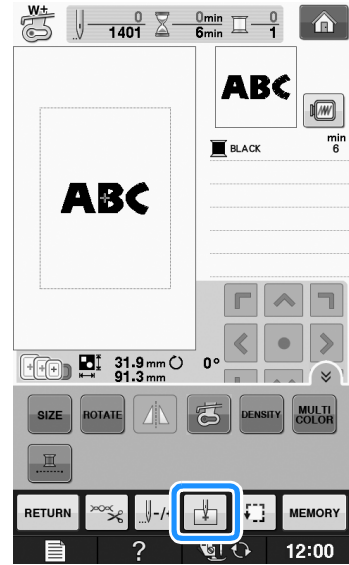 W+
0
1401
0min
6min
0
1
ABC
BLACK
min
6
ABC
31.9 mm
0°
91.3 mm
SIZE
ROTATE
DENSITY
MULTI
COLOR
RETURN
-/+
MEMORY
?
12:00